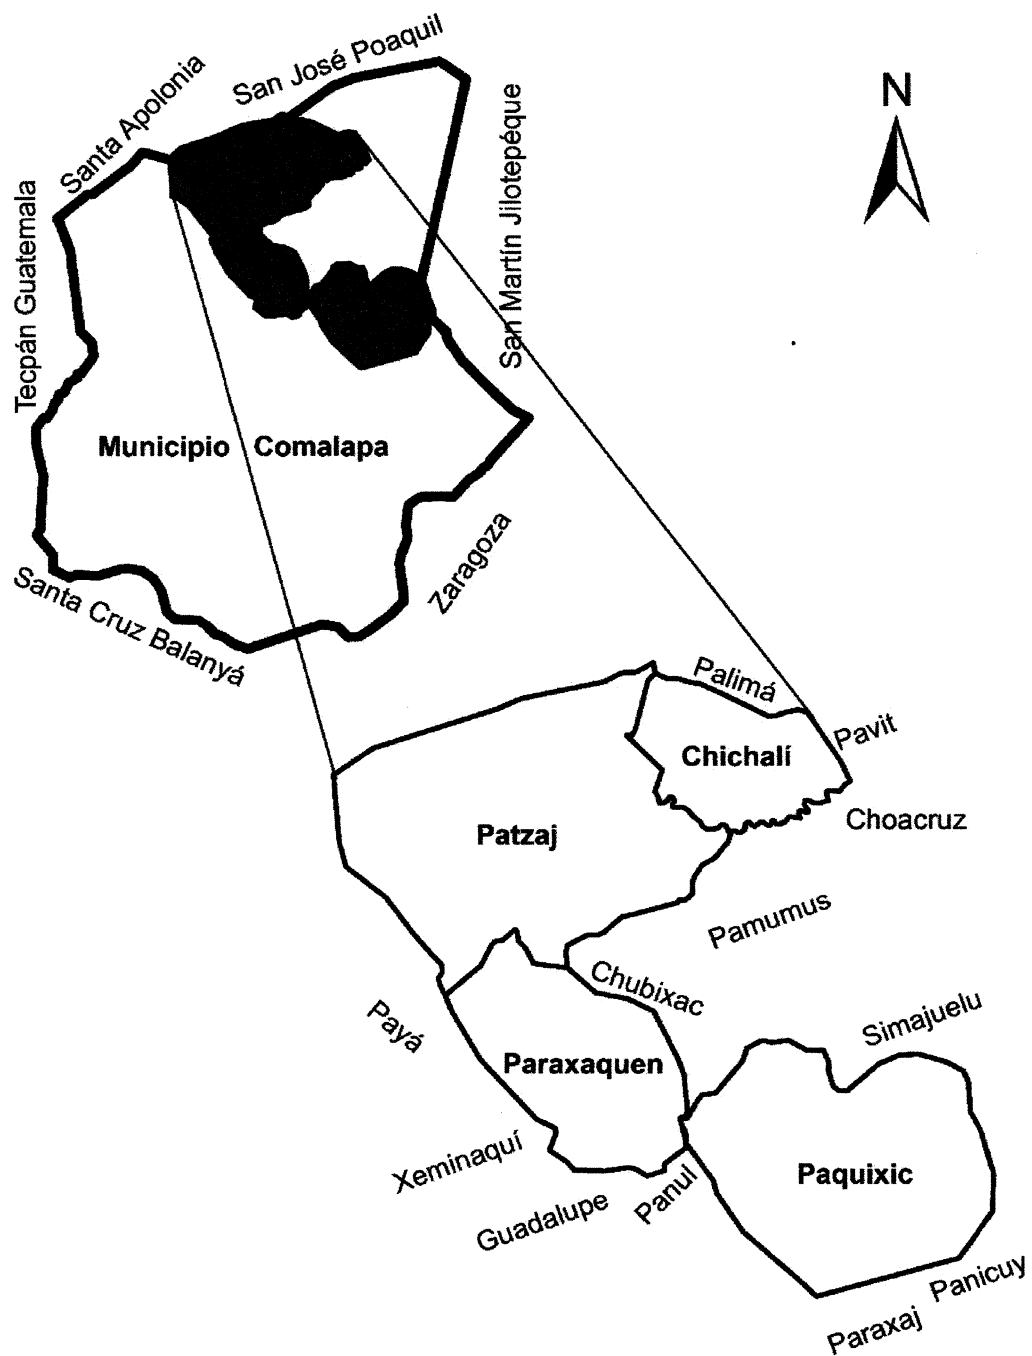 San José Poaquil
N
Santa Apolonia
San Martín Jilotepéque
Tecpán Guatemala
Municipio Comalapa
Zaragoza
Santa Cruz Balanyá
Palimá
Pavit
Chichalí
Choacruz
Patzaj
Pamumus
Chubixac
Payá
Simajuelu
Paraxaquen
Xeminaquí
Paquixic
Panul
Guadalupe
Panicuy
Paraxaj